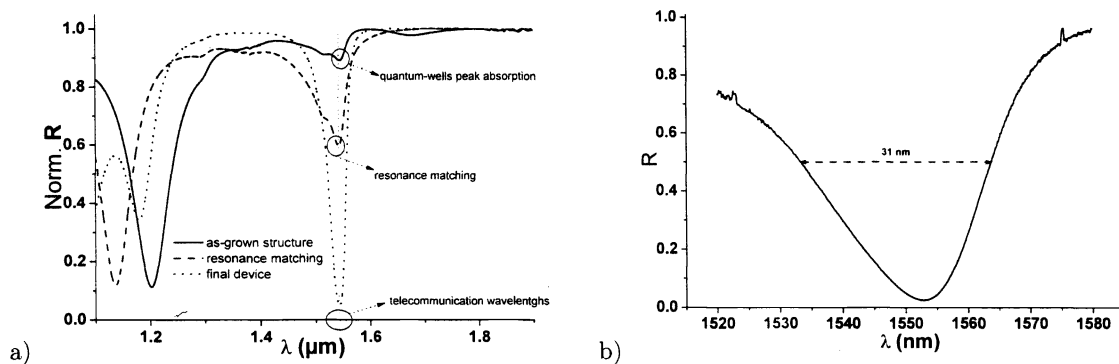 1.0
0.8
0.6
0.4
0.2
0.0
Norm. R
quantum-wells peak absorption
resonance matching
as-grown structure
resonance matching
final device
telecommunication wavelentghs
1.2
1.4
1.6
1.8
λ (µm)
a)
1.0
0.8
0.6
0.4
0.2
0.0
R
31 nm
1520
1530
1540
1550
1560
1570
1580
λ (nm)
b)